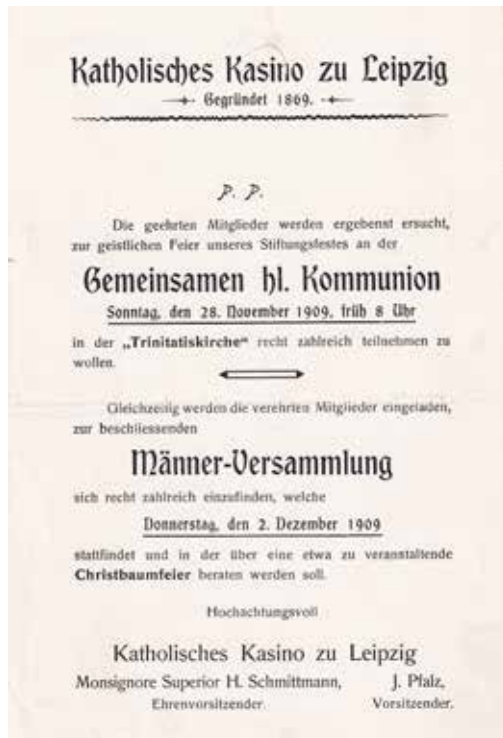 Katholisches Kasino zu Leipzig
Gegründet 1869.
P. P.
Die geehrten Mitglieder werden ergebenst ersucht,
zur geistlichen Feier unseres Stiftungsfestes an der
Gemeinsamen hl. Kommunion
Sonntag, den 28. November 1909, früh 8 Uhr
in der „Trinitatiskirche“ recht zahlreich teilnehmen zu
wollen.
Gleichzeitig werden die verehrten Mitglieder eingeladen,
zur beschliessenden
Männer-Versammlung
sich recht zahlreich einzufinden, welche
Donnerstag, den 2. Dezember 1909
stattfindet und in der über eine etwa zu veranstaltende
Christbaumfeier beraten werden soll.
Hochachtungsvoll
Katholisches Kasino zu Leipzig
Monsignore Superior H. Schmittmann, J. Pfalz,
Ehrenvorsitzender. Vorsitzender.